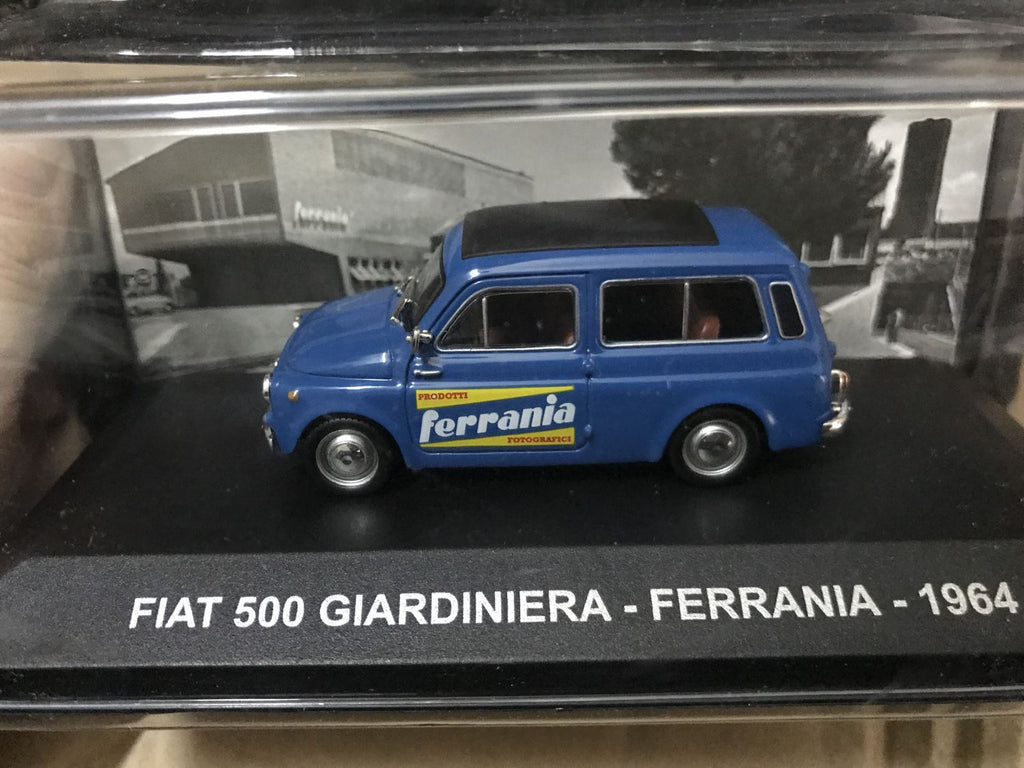 ferrania
PRODOTTI
ferrania
FOTOGRAFICI
FIAT 500 GIARDINIERA - FERRANIA - 1964